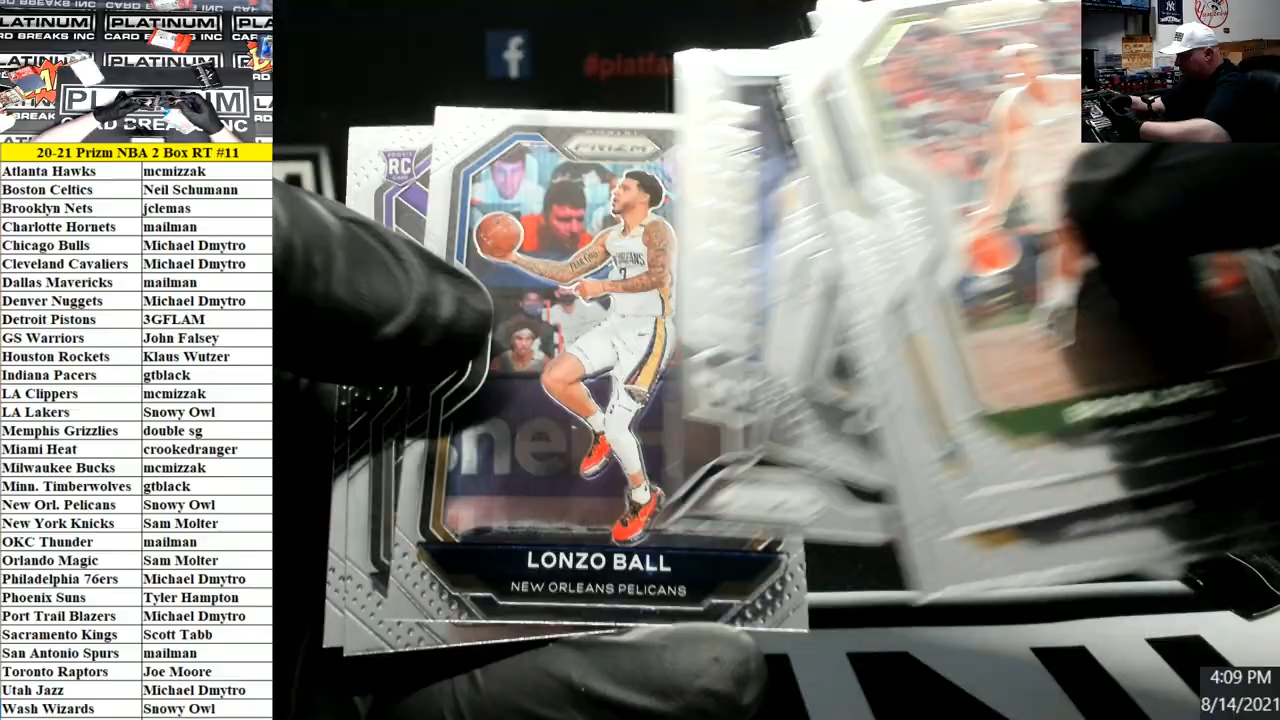 PLATINUM PLATINUM PLATI
CARD BREAKS INC
PLATINUM
PLATINUM
BREAK
CARD BREAKS INC
#platfa
20-21 Prizm NBA 2 Box RT #11
Atlanta Hawks mcmizzak
Boston Celtics Neil Schumann
Brooklyn Nets jclemas
Charlotte Hornets mailman
Chicago Bulls Michael Dmytro
Cleveland Cavaliers Michael Dmytro
Dallas Mavericks mailman
Denver Nuggets Michael Dmytro
Detroit Pistons 3GFLAM
GS Warriors John Falsey
Houston Rockets Klaus Wutzer
Indiana Pacers gtblack
LA Clippers mcmizzak
LA Lakers Snowy Owl
Memphis Grizzlies double sg
Miami Heat crookedranger
Milwaukee Bucks mcmizzak
Minn. Timberwolves gtblack
New Orl. Pelicans Snowy Owl
New York Knicks Sam Molter
OKC Thunder mailman
Orlando Magic Sam Molter
Philadelphia 76ers Michael Dmytro
Phoenix Suns Tyler Hampton
Port Trail Blazers Michael Dmytro
Sacramento Kings Scott Tabb
San Antonio Spurs mailman
Toronto Raptors Joe Moore
Utah Jazz Michael Dmytro
Wash Wizards Snowy Owl
RC
PRIZM
LONZO BALL
NEW ORLEANS PELICANS
4:09 PM
8/14/2021